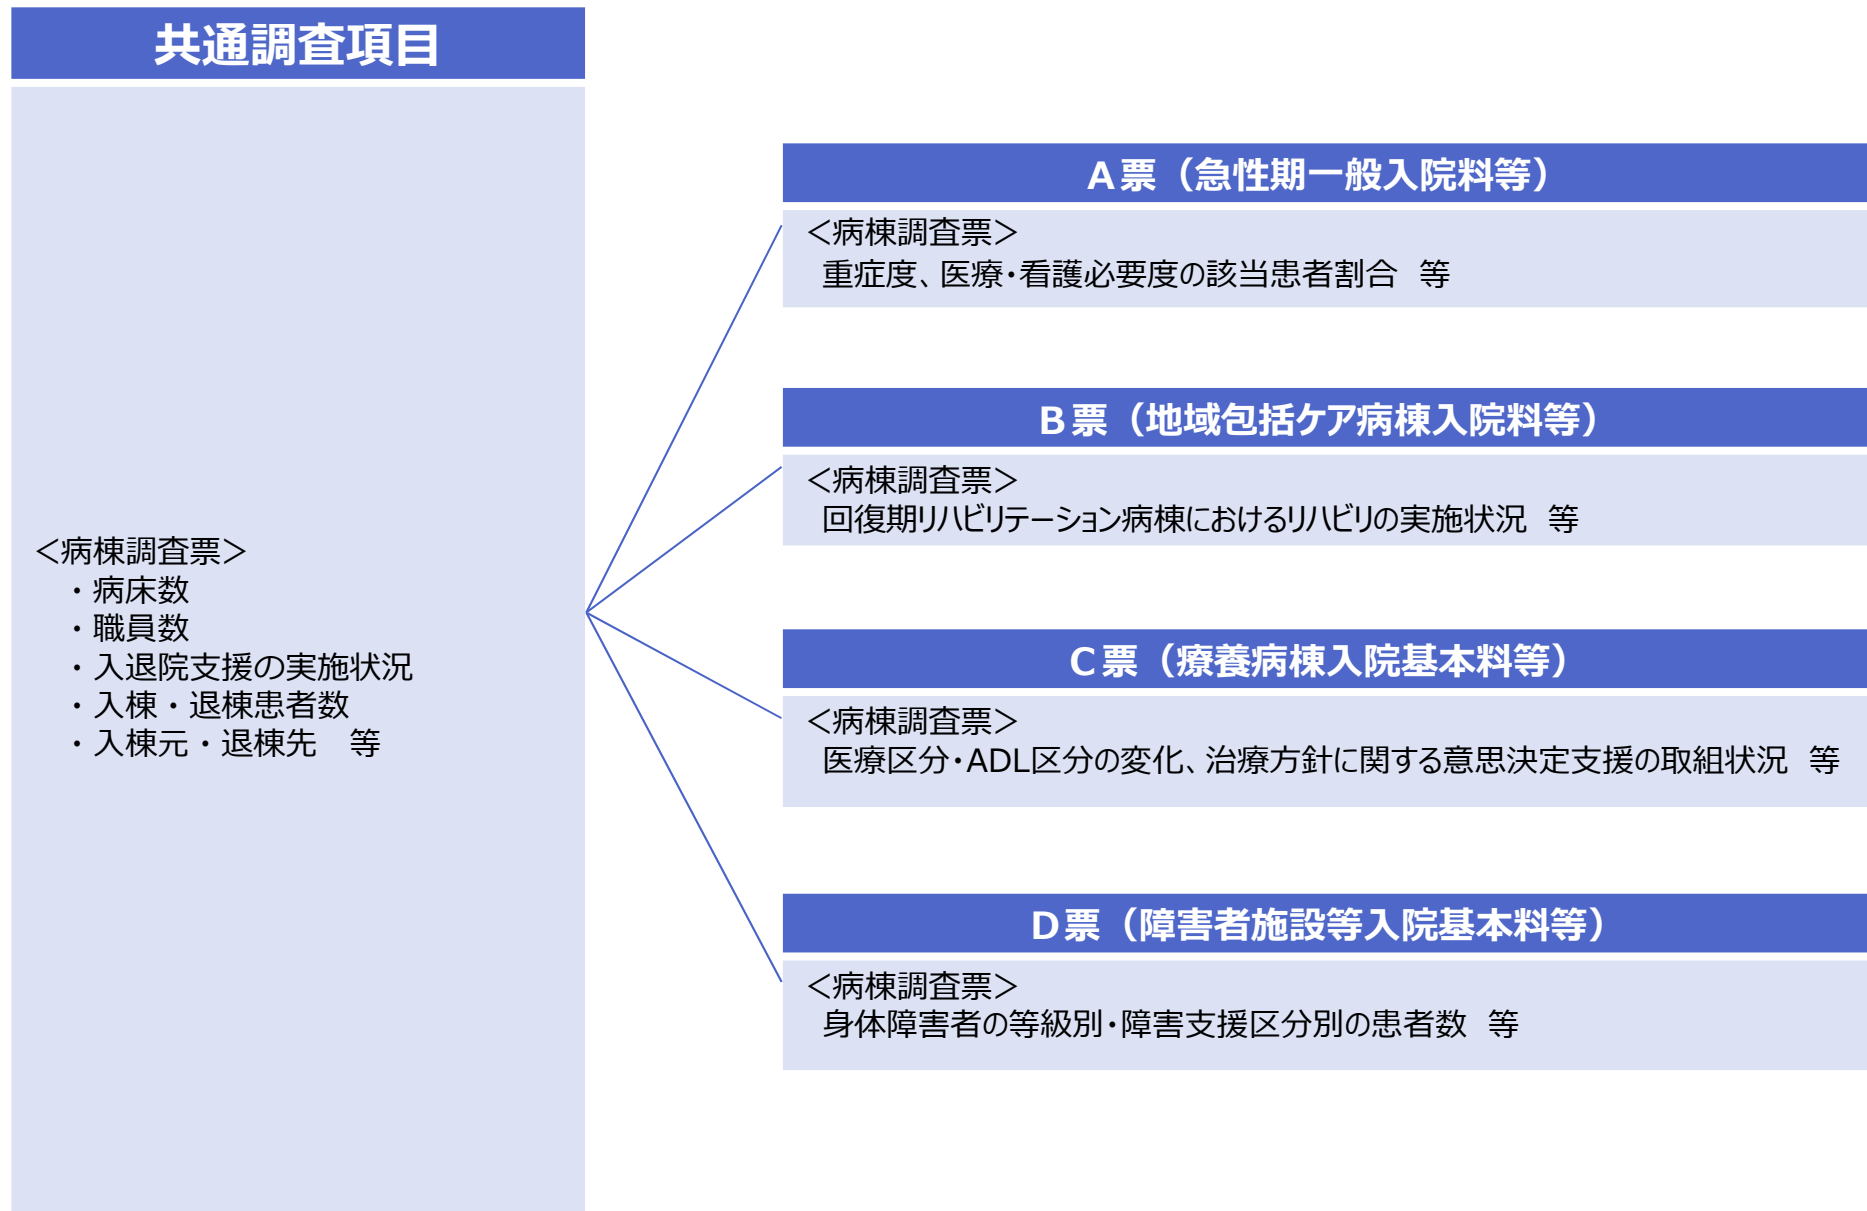 共通調査項目
＜病棟調査票＞
・病床数
・職員数
・入退院支援の実施状況
・入棟・退棟患者数
・入棟元・退棟先　等
A票（急性期一般入院料等）
＜病棟調査票＞
重症度、医療・看護必要度の該当患者割合　等
B票（地域包括ケア病棟入院料等）
＜病棟調査票＞
回復期リハビリテーション病棟におけるリハビリの実施状況　等
C票（療養病棟入院基本料等）
＜病棟調査票＞
医療区分・ADL区分の変化、治療方針に関する意思決定支援の取組状況　等
D票（障害者施設等入院基本料等）
＜病棟調査票＞
身体障害者の等級別・障害支援区分別の患者数　等